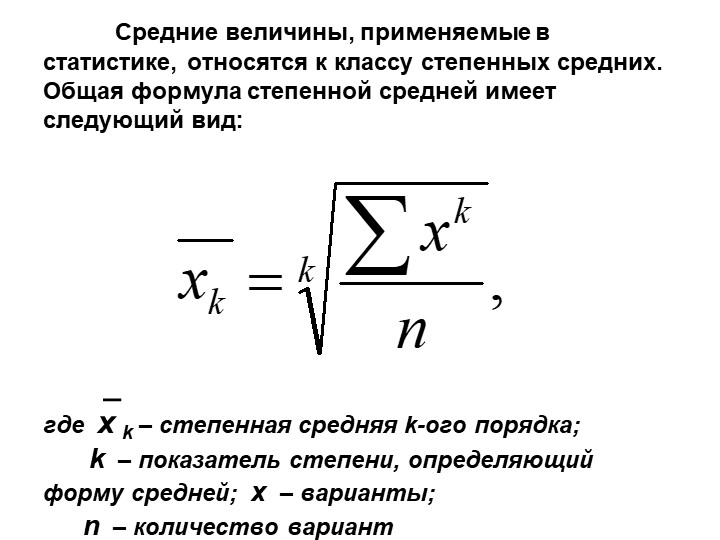 Средние величины, применяемые в
статистике, относятся к классу степенных средних.
Общая формула степенной средней имеет
следующий вид:
x̅ₖ = ᵏ√(∑xᵏ / n),
где x̅ k – степенная средняя k-ого порядка;
k – показатель степени, определяющий
форму средней; x – варианты;
n – количество вариант